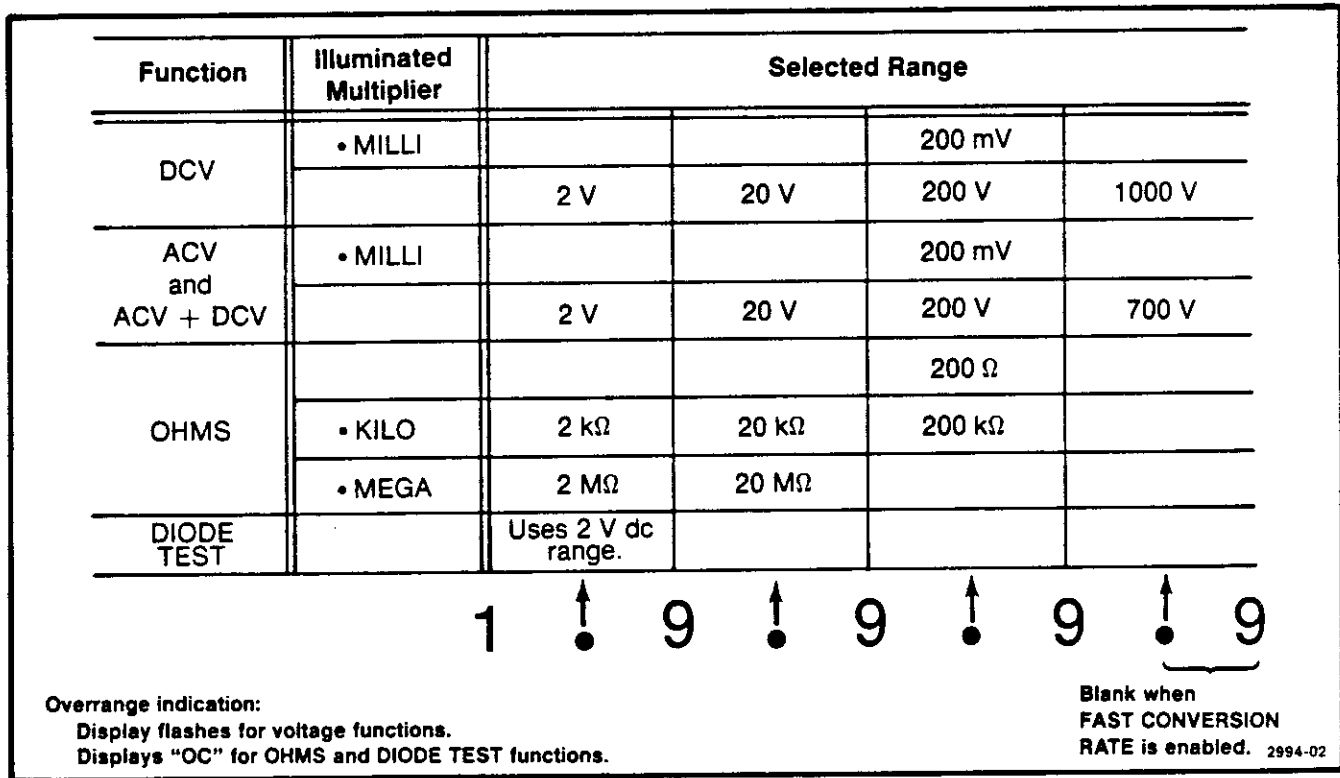 Function Illuminated Multiplier Selected Range
DCV • MILLI 200 mV
2 V 20 V 200 V 1000 V
ACV and ACV + DCV • MILLI 200 mV
2 V 20 V 200 V 700 V
OHMS 200 Ω
• KILO 2 kΩ 20 kΩ 200 kΩ
• MEGA 2 MΩ 20 MΩ
DIODE TEST Uses 2 V dc range.
1 . 9 . 9 . 9 . 9
Overrange indication:
Display flashes for voltage functions.
Displays "OC" for OHMS and DIODE TEST functions.
Blank when
FAST CONVERSION
RATE is enabled. 2994-02